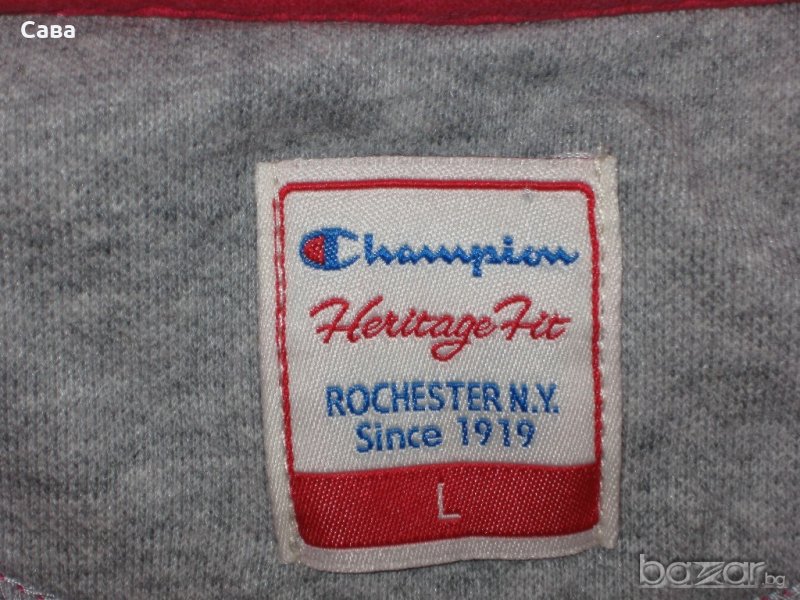 Сава
Champion
Heritage Fit
ROCHESTER N.Y.
Since 1919
L
bazar.bg